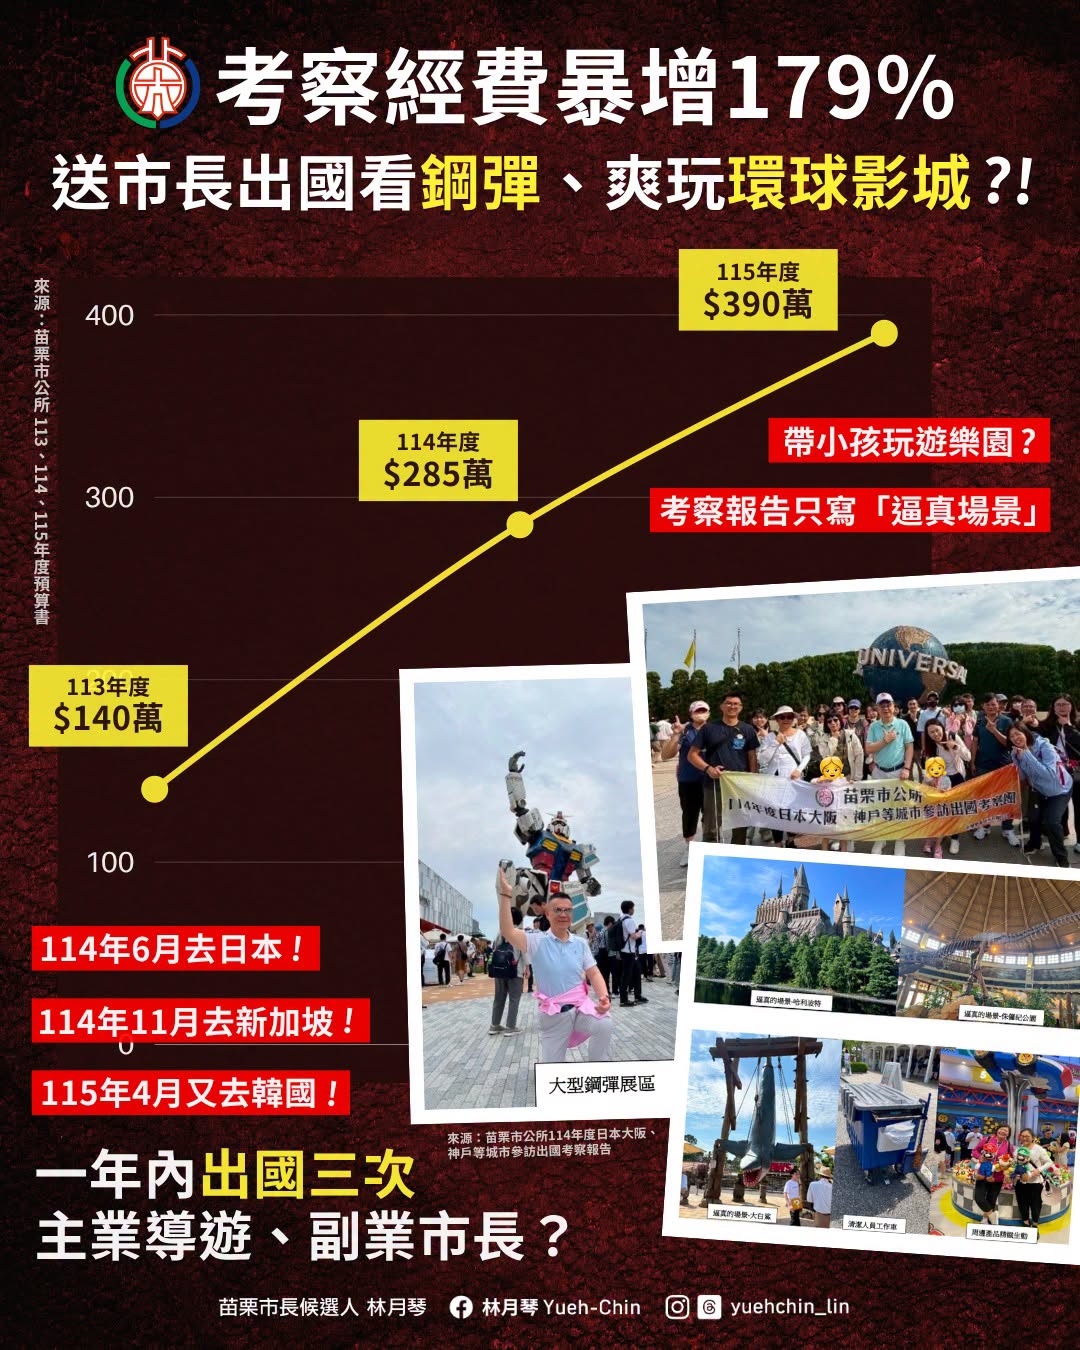 考察經費暴增179%
送市長出國看鋼彈、爽玩環球影城?!
來源：苗栗市公所 113、114、115年度預算書
400
300
100
0
115年度
$390萬
114年度
$285萬
113年度
$140萬
帶小孩玩遊樂園？
考察報告只寫「逼真場景」
UNIVERSA
苗栗市公所
114年度日本大阪、神戶等城市參訪出國考察團
逼真的場景-哈利波特
逼真的場景-侏儸紀公園
大型鋼彈展區
逼真的場景-大白鯊
清潔人員工作車
周邊產品精緻生動
來源：苗栗市公所114年度日本大阪、
神戶等城市參訪出國考察報告
114年6月去日本！
114年11月去新加坡！
115年4月又去韓國！
一年內出國三次
主業導遊、副業市長？
苗栗市長候選人 林月琴 林月琴 Yueh-Chin yuehchin_lin